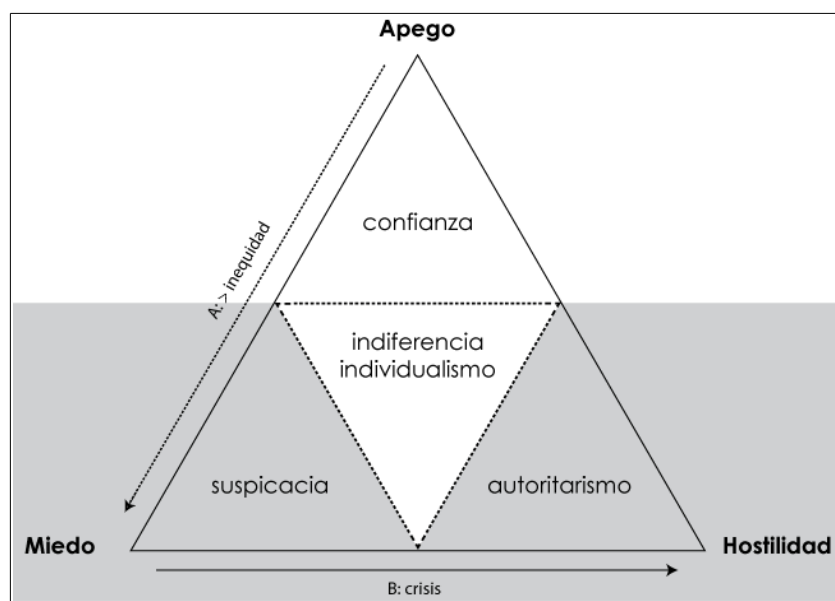 Apego
confianza
A: > inequidad
indiferencia
individualismo
suspicacia
autoritarismo
Miedo
Hostilidad
B: crisis